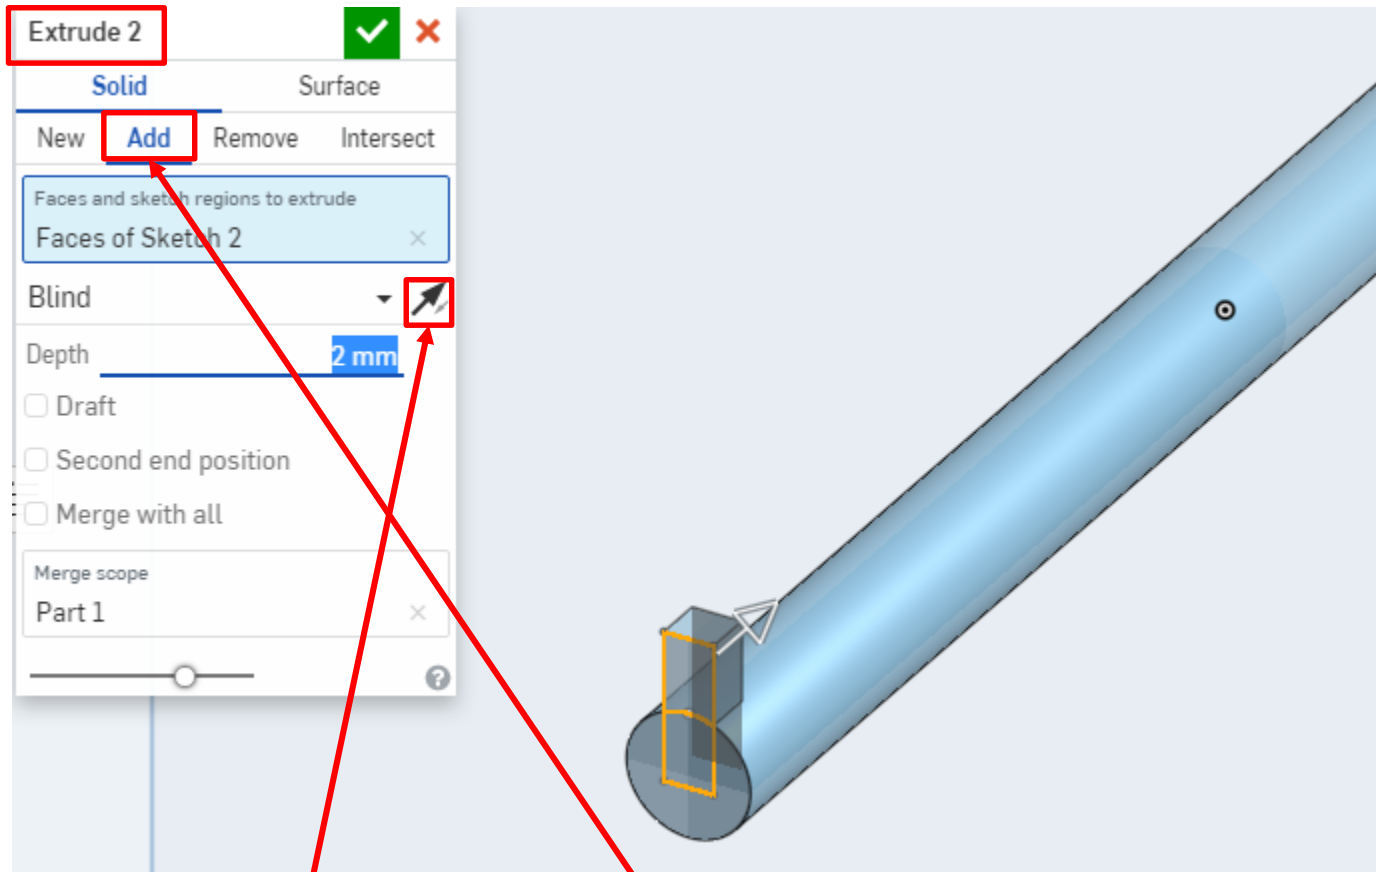 Extrude 2
Solid Surface
New Add Remove Intersect
Faces and sketch regions to extrude
Faces of Sketch 2
Blind
Depth 2 mm
Draft
Second end position
Merge with all
Merge scope
Part 1
?